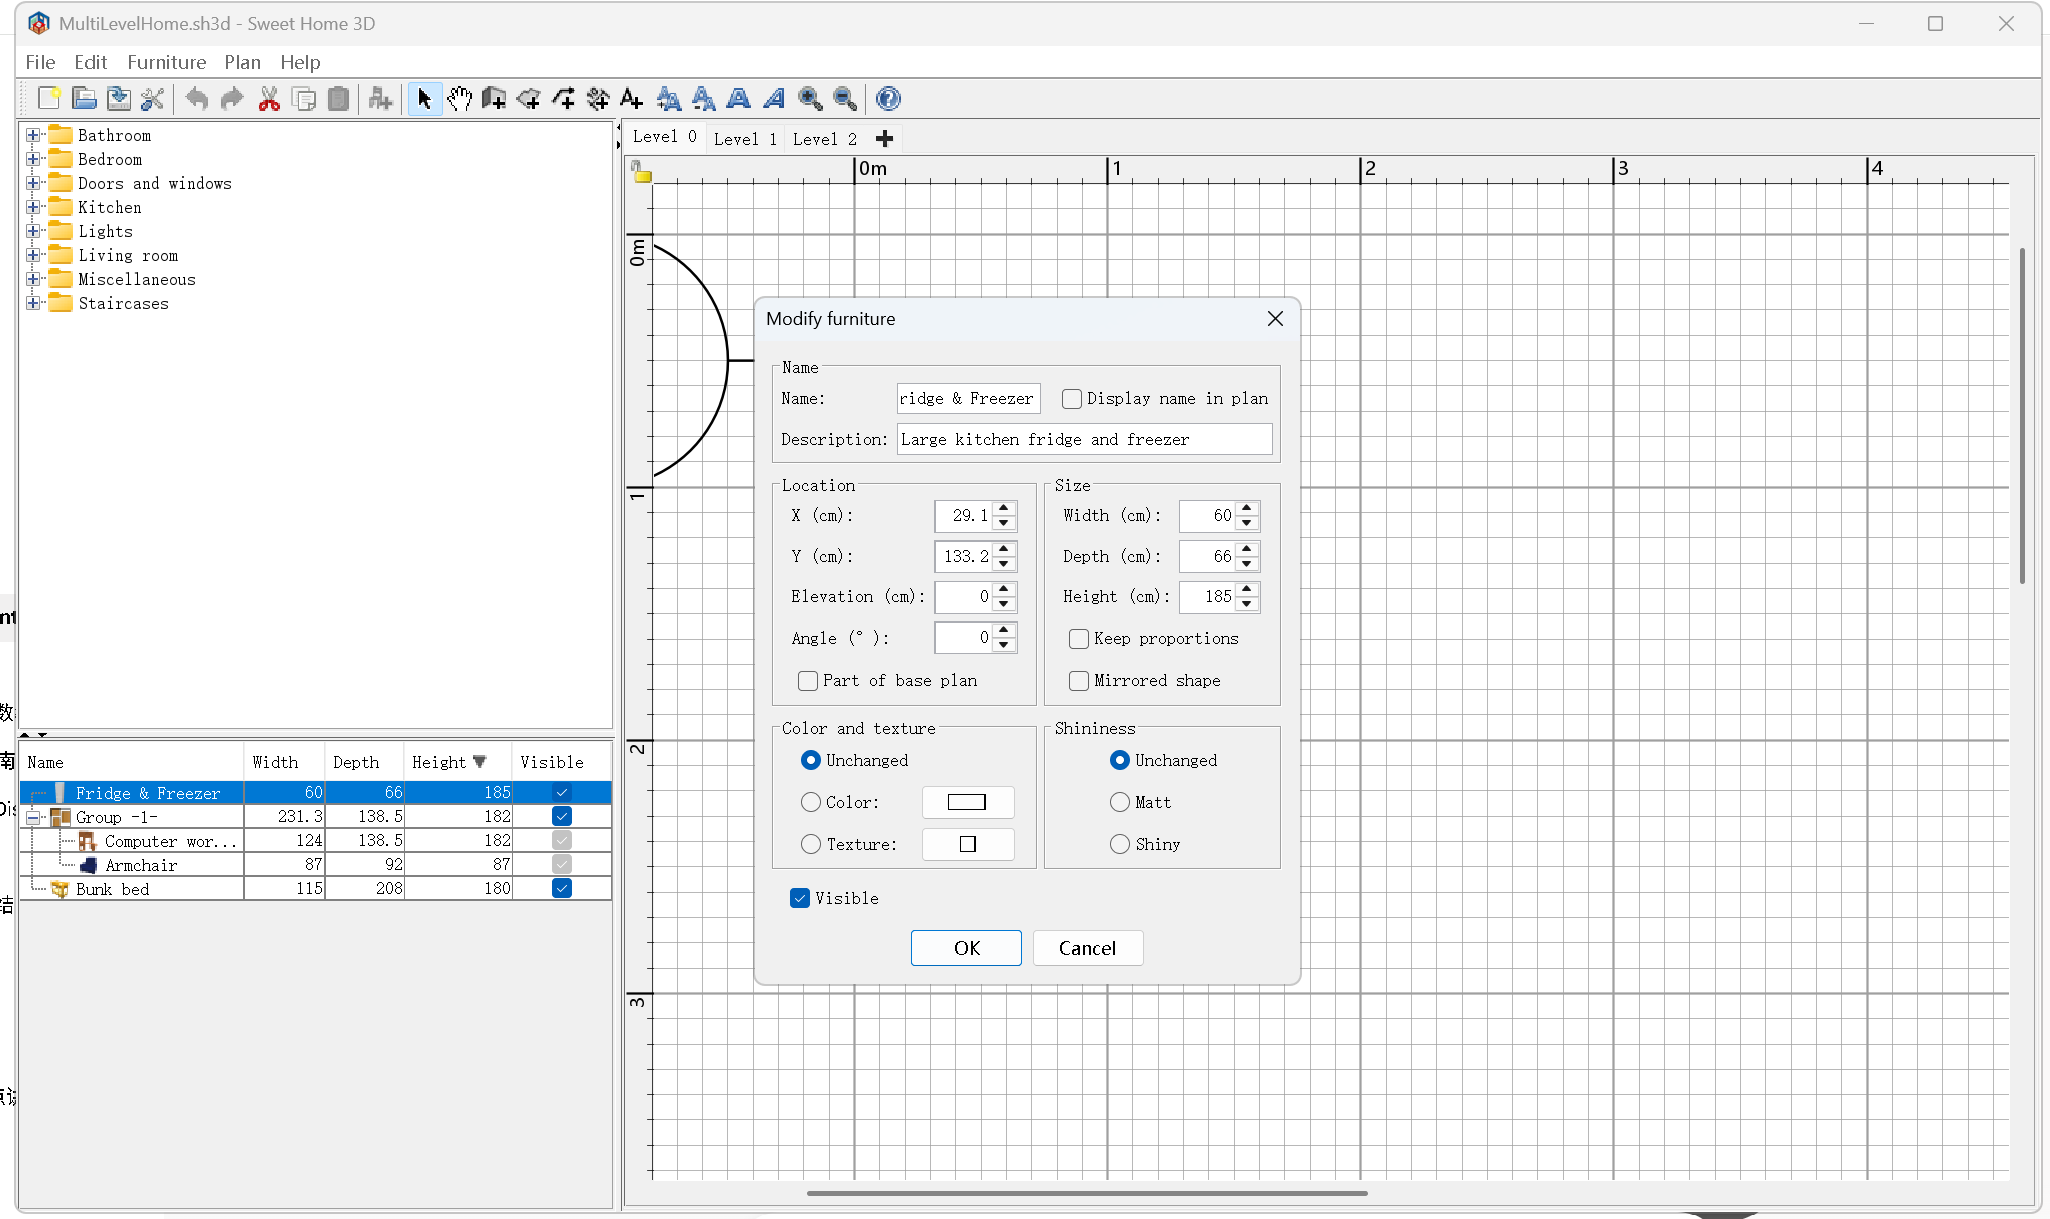 MultiLevelHome.sh3d - Sweet Home 3D
File Edit Furniture Plan Help
Bathroom
Bedroom
Doors and windows
Kitchen
Lights
Living room
Miscellaneous
Staircases
Level 0 Level 1 Level 2
0m 1 2 3 4
0m
1
2
3
Modify furniture
Name
Name: ridge & Freezer Display name in plan
Description: Large kitchen fridge and freezer
Location
X (cm): 29.1
Y (cm): 133.2
Elevation (cm): 0
Angle (° ): 0
Part of base plan
Size
Width (cm): 60
Depth (cm): 66
Height (cm): 185
Keep proportions
Mirrored shape
Color and texture
Unchanged
Color:
Texture:
Shininess
Unchanged
Matt
Shiny
Visible
OK Cancel
Name Width Depth Height Visible
Fridge & Freezer 60 66 185
Group -1- 231.3 138.5 182
Computer wor... 124 138.5 182
Armchair 87 92 87
Bunk bed 115 208 180
nt
数
南
Dis
结